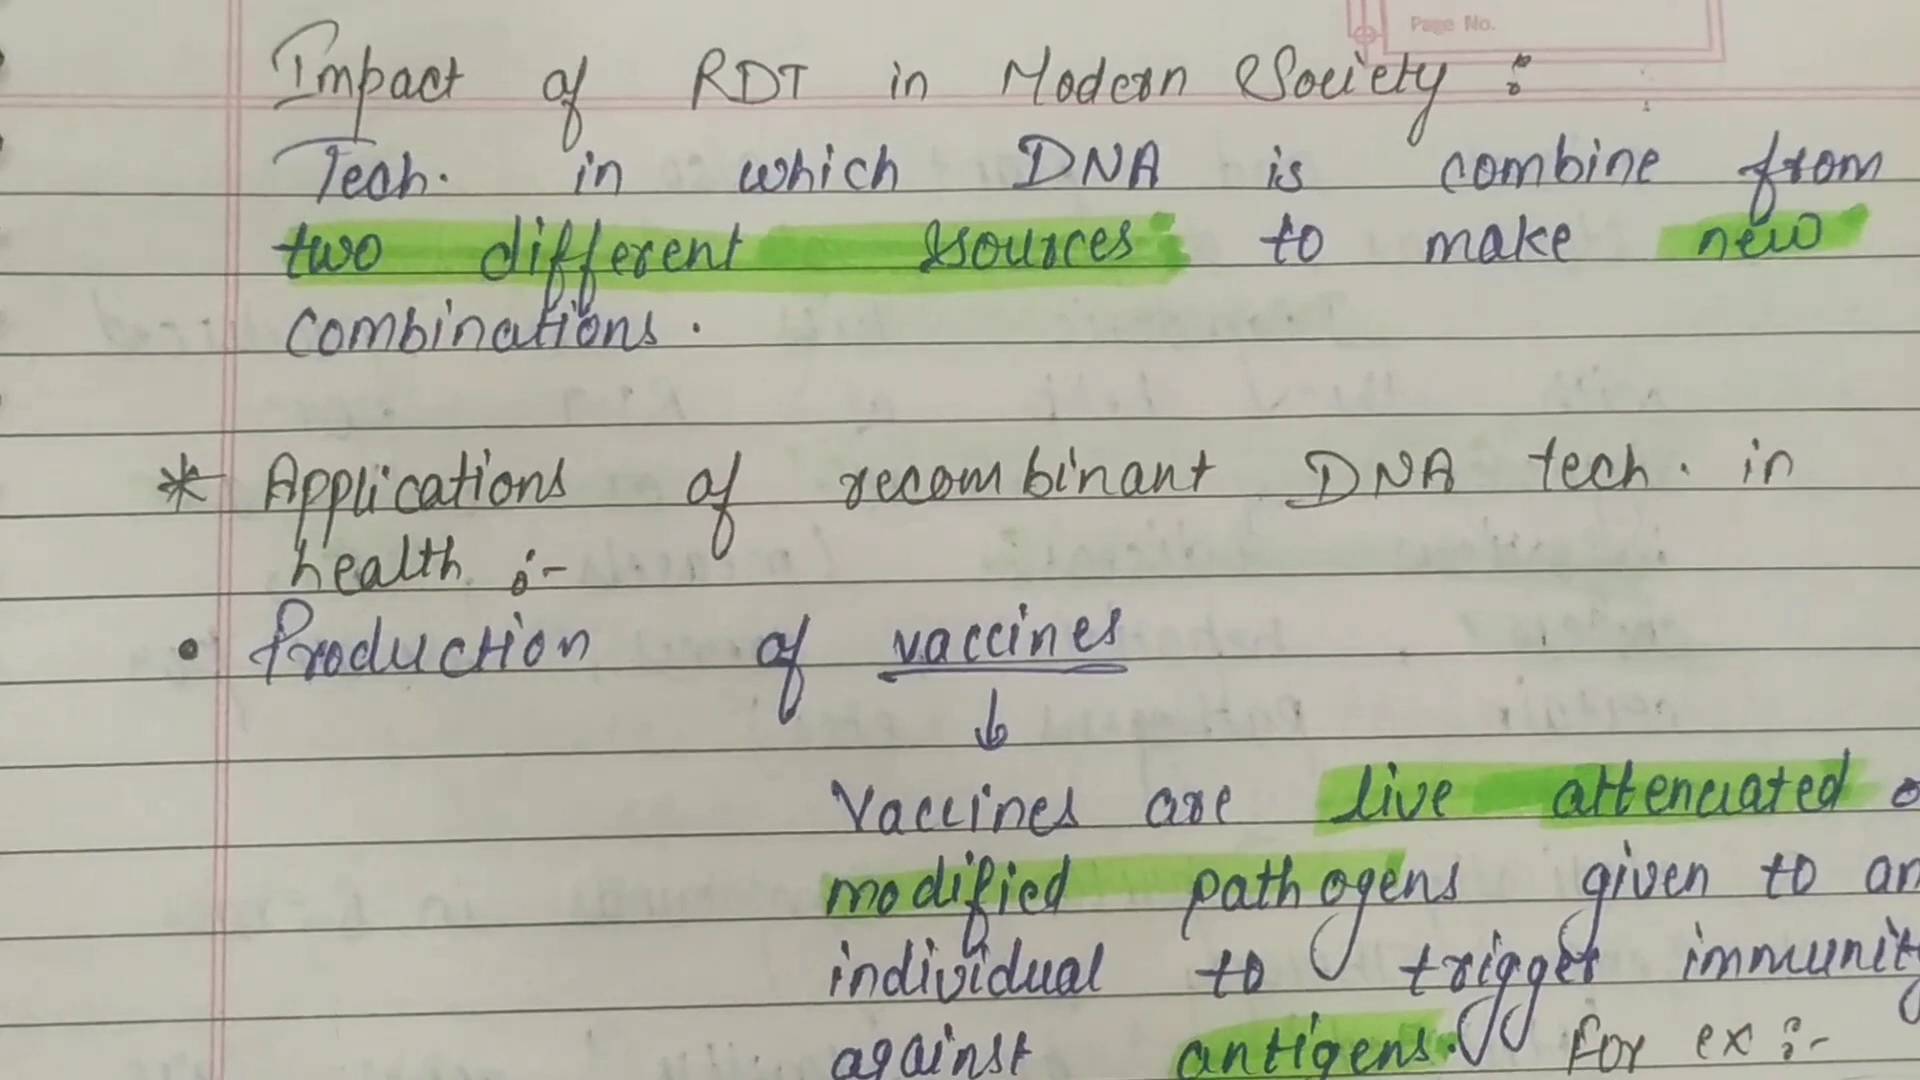 Page No.
Impact of RDT in Modern Society :
Tech. in which DNA is combine from
two different sources to make new
combinations.
* Applications of recombinant DNA tech. in
health :-
• Production of vaccines
↓
Vaccines are live attenuated
modified pathogens given to an
individual to trigger immunity
against antigens. For ex :-